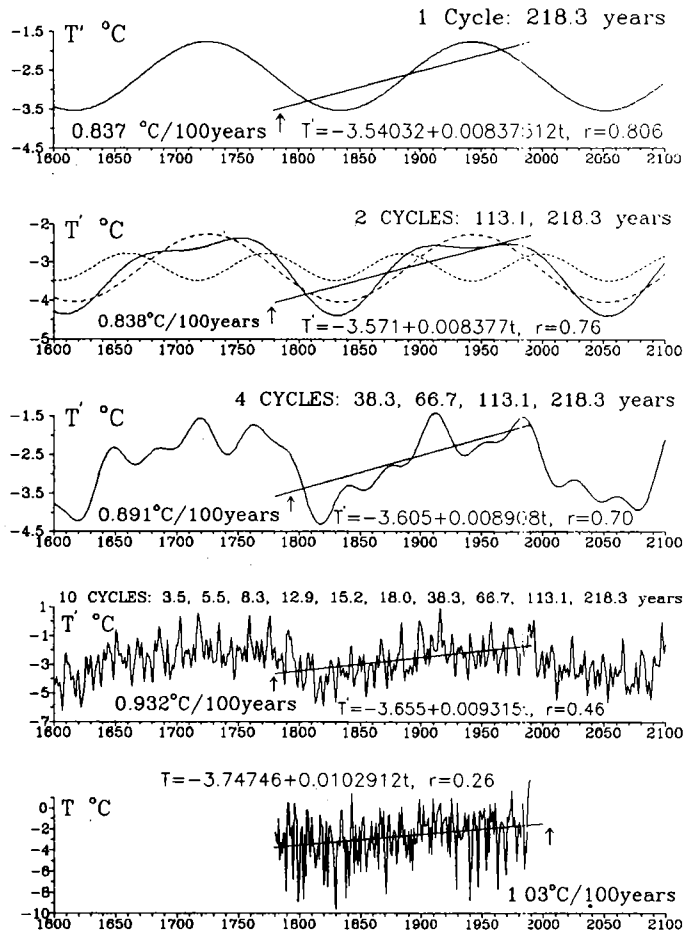 1 Cycle: 218.3 years
T' °C
-1.5
-3.5
-4.5
0.837 °C/100years
T'=-3.54032+0.00837512t, r=0.806
1600 1650 1700 1750 1800 1850 1900 1950 2000 2050 2100
2 CYCLES: 113.1, 218.3 years
T' °C
-2
-3
-4
-5
0.838°C/100years
T'=-3.571+0.008377t, r=0.76
1600 1650 1700 1750 1800 1850 1900 1950 2000 2050 2100
4 CYCLES: 38.3, 66.7, 113.1, 218.3 years
T' °C
-1.5
-2.5
-3.5
-4.5
0.891°C/100years
T'=-3.605+0.008908t, r=0.70
1600 1650 1700 1750 1800 1850 1900 1950 2000 2050 2100
10 CYCLES: 3.5, 5.5, 8.3, 12.9, 15.2, 18.0, 38.3, 66.7, 113.1, 218.3 years
T' °C
1
-1
-3
-5
-7
0.932°C/100years
T'=-3.655+0.009315t, r=0.46
1600 1650 1700 1750 1800 1850 1900 1950 2000 2050 2100
T=-3.74746+0.0102912t, r=0.26
T °C
0
-2
-4
-6
-8
-10
1 03°C/100years
1600 1650 1700 1750 1800 1850 1900 1950 2000 2050 2100